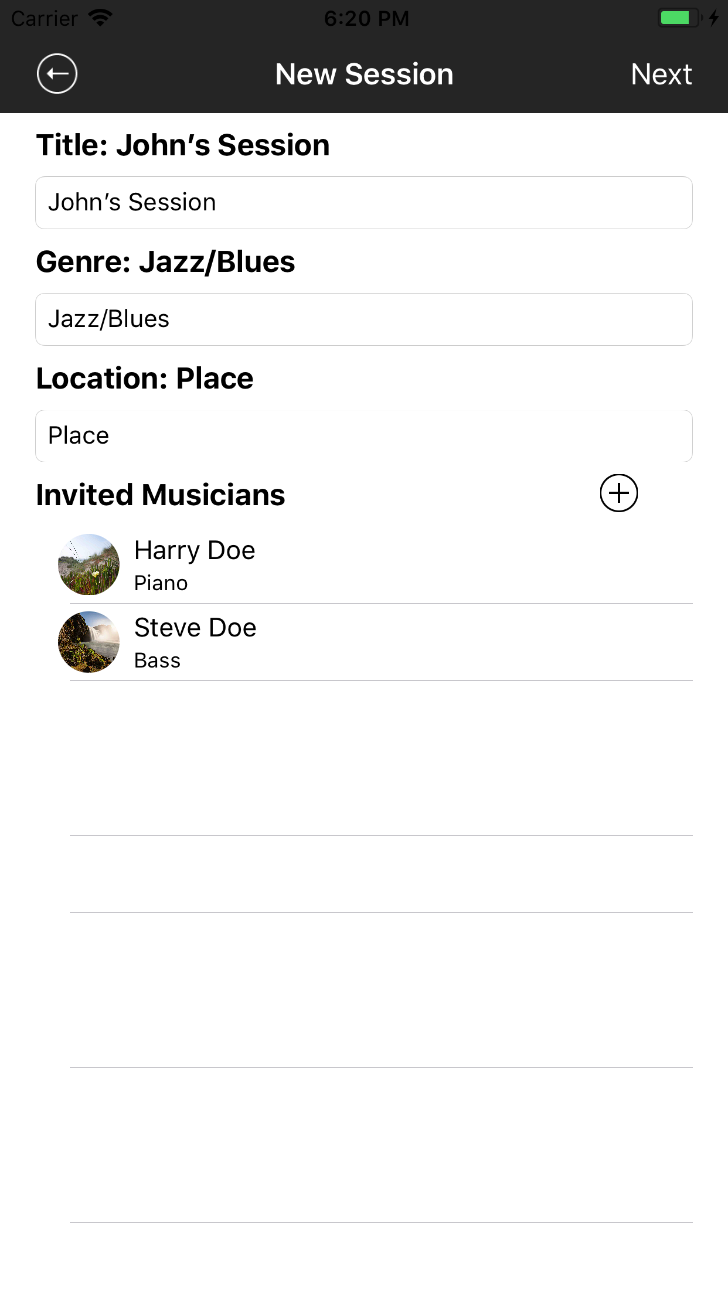 Carrier 6:20 PM
New Session Next
Title: John’s Session
John’s Session
Genre: Jazz/Blues
Jazz/Blues
Location: Place
Place
Invited Musicians
Harry Doe
Piano
Steve Doe
Bass